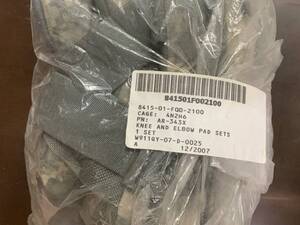 841501F002100
8415-01-F00-2100
CAGE: 4N2H6
PN: AR-343X
KNEE AND ELBOW PAD SETS
1 SET
W911QY-07-D-0025
A 12/2007